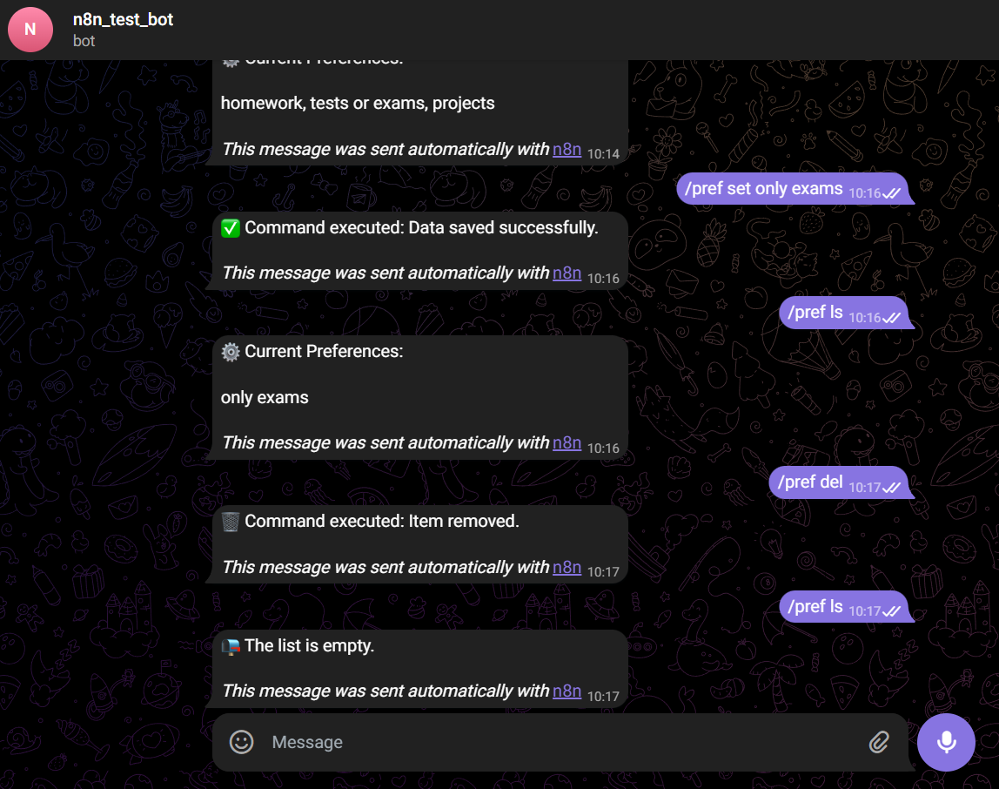 N
n8n_test_bot
bot
Current Preferences:
homework, tests or exams, projects
This message was sent automatically with n8n 10:14
/pref set only exams 10:16
Command executed: Data saved successfully.
This message was sent automatically with n8n 10:16
/pref ls 10:16
Current Preferences:
only exams
This message was sent automatically with n8n 10:16
/pref del 10:17
Command executed: Item removed.
This message was sent automatically with n8n 10:17
/pref ls 10:17
The list is empty.
This message was sent automatically with n8n 10:17
Message